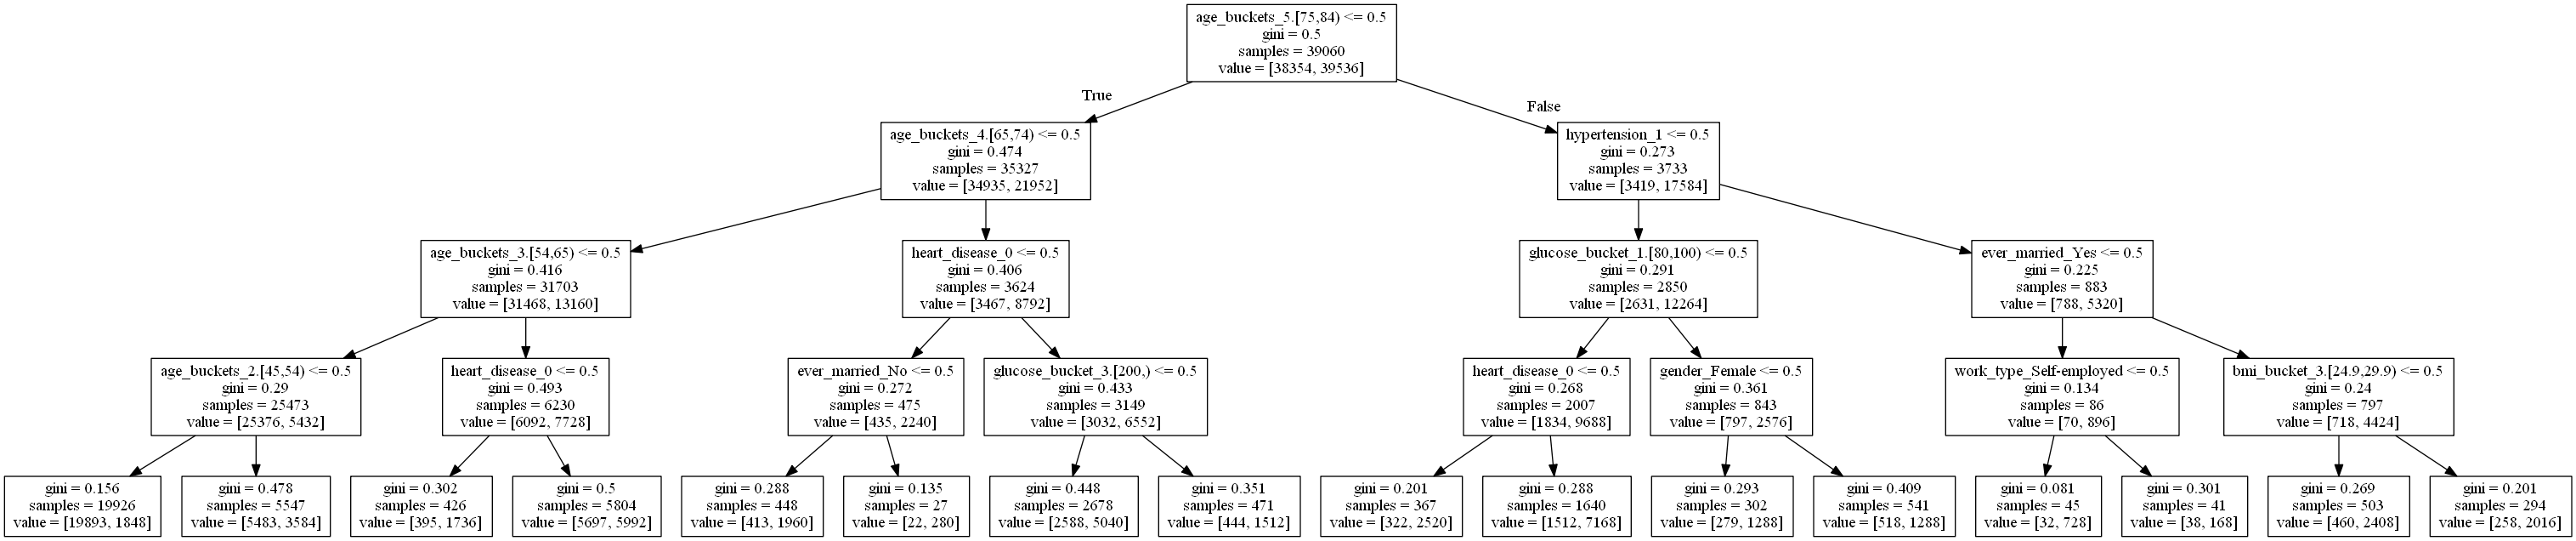 age_buckets_5.[75,84) <= 0.5
gini = 0.5
samples = 39060
value = [38354, 39536]
True
False
age_buckets_4.[65,74) <= 0.5
gini = 0.474
samples = 35327
value = [34935, 21952]
hypertension_1 <= 0.5
gini = 0.273
samples = 3733
value = [3419, 17584]
age_buckets_3.[54,65) <= 0.5
gini = 0.416
samples = 31703
value = [31468, 13160]
heart_disease_0 <= 0.5
gini = 0.406
samples = 3624
value = [3467, 8792]
glucose_bucket_1.[80,100) <= 0.5
gini = 0.291
samples = 2850
value = [2631, 12264]
ever_married_Yes <= 0.5
gini = 0.225
samples = 883
value = [788, 5320]
age_buckets_2.[45,54) <= 0.5
gini = 0.29
samples = 25473
value = [25376, 5432]
heart_disease_0 <= 0.5
gini = 0.493
samples = 6230
value = [6092, 7728]
ever_married_No <= 0.5
gini = 0.272
samples = 475
value = [435, 2240]
glucose_bucket_3.[200,) <= 0.5
gini = 0.433
samples = 3149
value = [3032, 6552]
heart_disease_0 <= 0.5
gini = 0.268
samples = 2007
value = [1834, 9688]
gender_Female <= 0.5
gini = 0.361
samples = 843
value = [797, 2576]
work_type_Self-employed <= 0.5
gini = 0.134
samples = 86
value = [70, 896]
bmi_bucket_3.[24.9,29.9) <= 0.5
gini = 0.24
samples = 797
value = [718, 4424]
gini = 0.156
samples = 19926
value = [19893, 1848]
gini = 0.478
samples = 5547
value = [5483, 3584]
gini = 0.302
samples = 426
value = [395, 1736]
gini = 0.5
samples = 5804
value = [5697, 5992]
gini = 0.288
samples = 448
value = [413, 1960]
gini = 0.135
samples = 27
value = [22, 280]
gini = 0.448
samples = 2678
value = [2588, 5040]
gini = 0.351
samples = 471
value = [444, 1512]
gini = 0.201
samples = 367
value = [322, 2520]
gini = 0.288
samples = 1640
value = [1512, 7168]
gini = 0.293
samples = 302
value = [279, 1288]
gini = 0.409
samples = 541
value = [518, 1288]
gini = 0.081
samples = 45
value = [32, 728]
gini = 0.301
samples = 41
value = [38, 168]
gini = 0.269
samples = 503
value = [460, 2408]
gini = 0.201
samples = 294
value = [258, 2016]